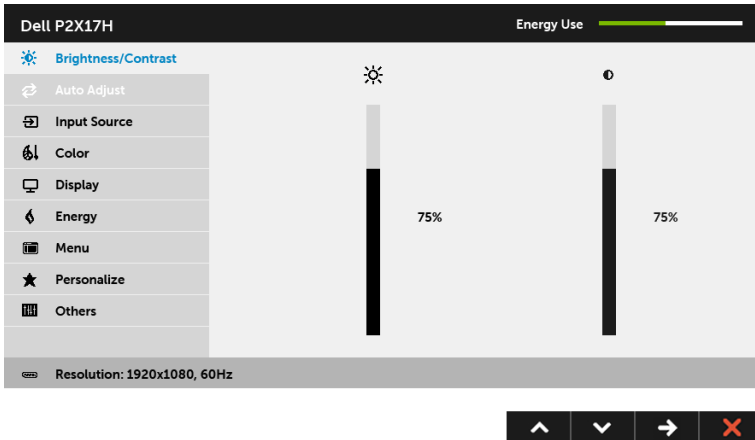 Dell P2X17H
Energy Use
Brightness/Contrast
Auto Adjust
Input Source
Color
Display
Energy
75%
75%
Menu
Personalize
Others
Resolution: 1920x1080, 60Hz